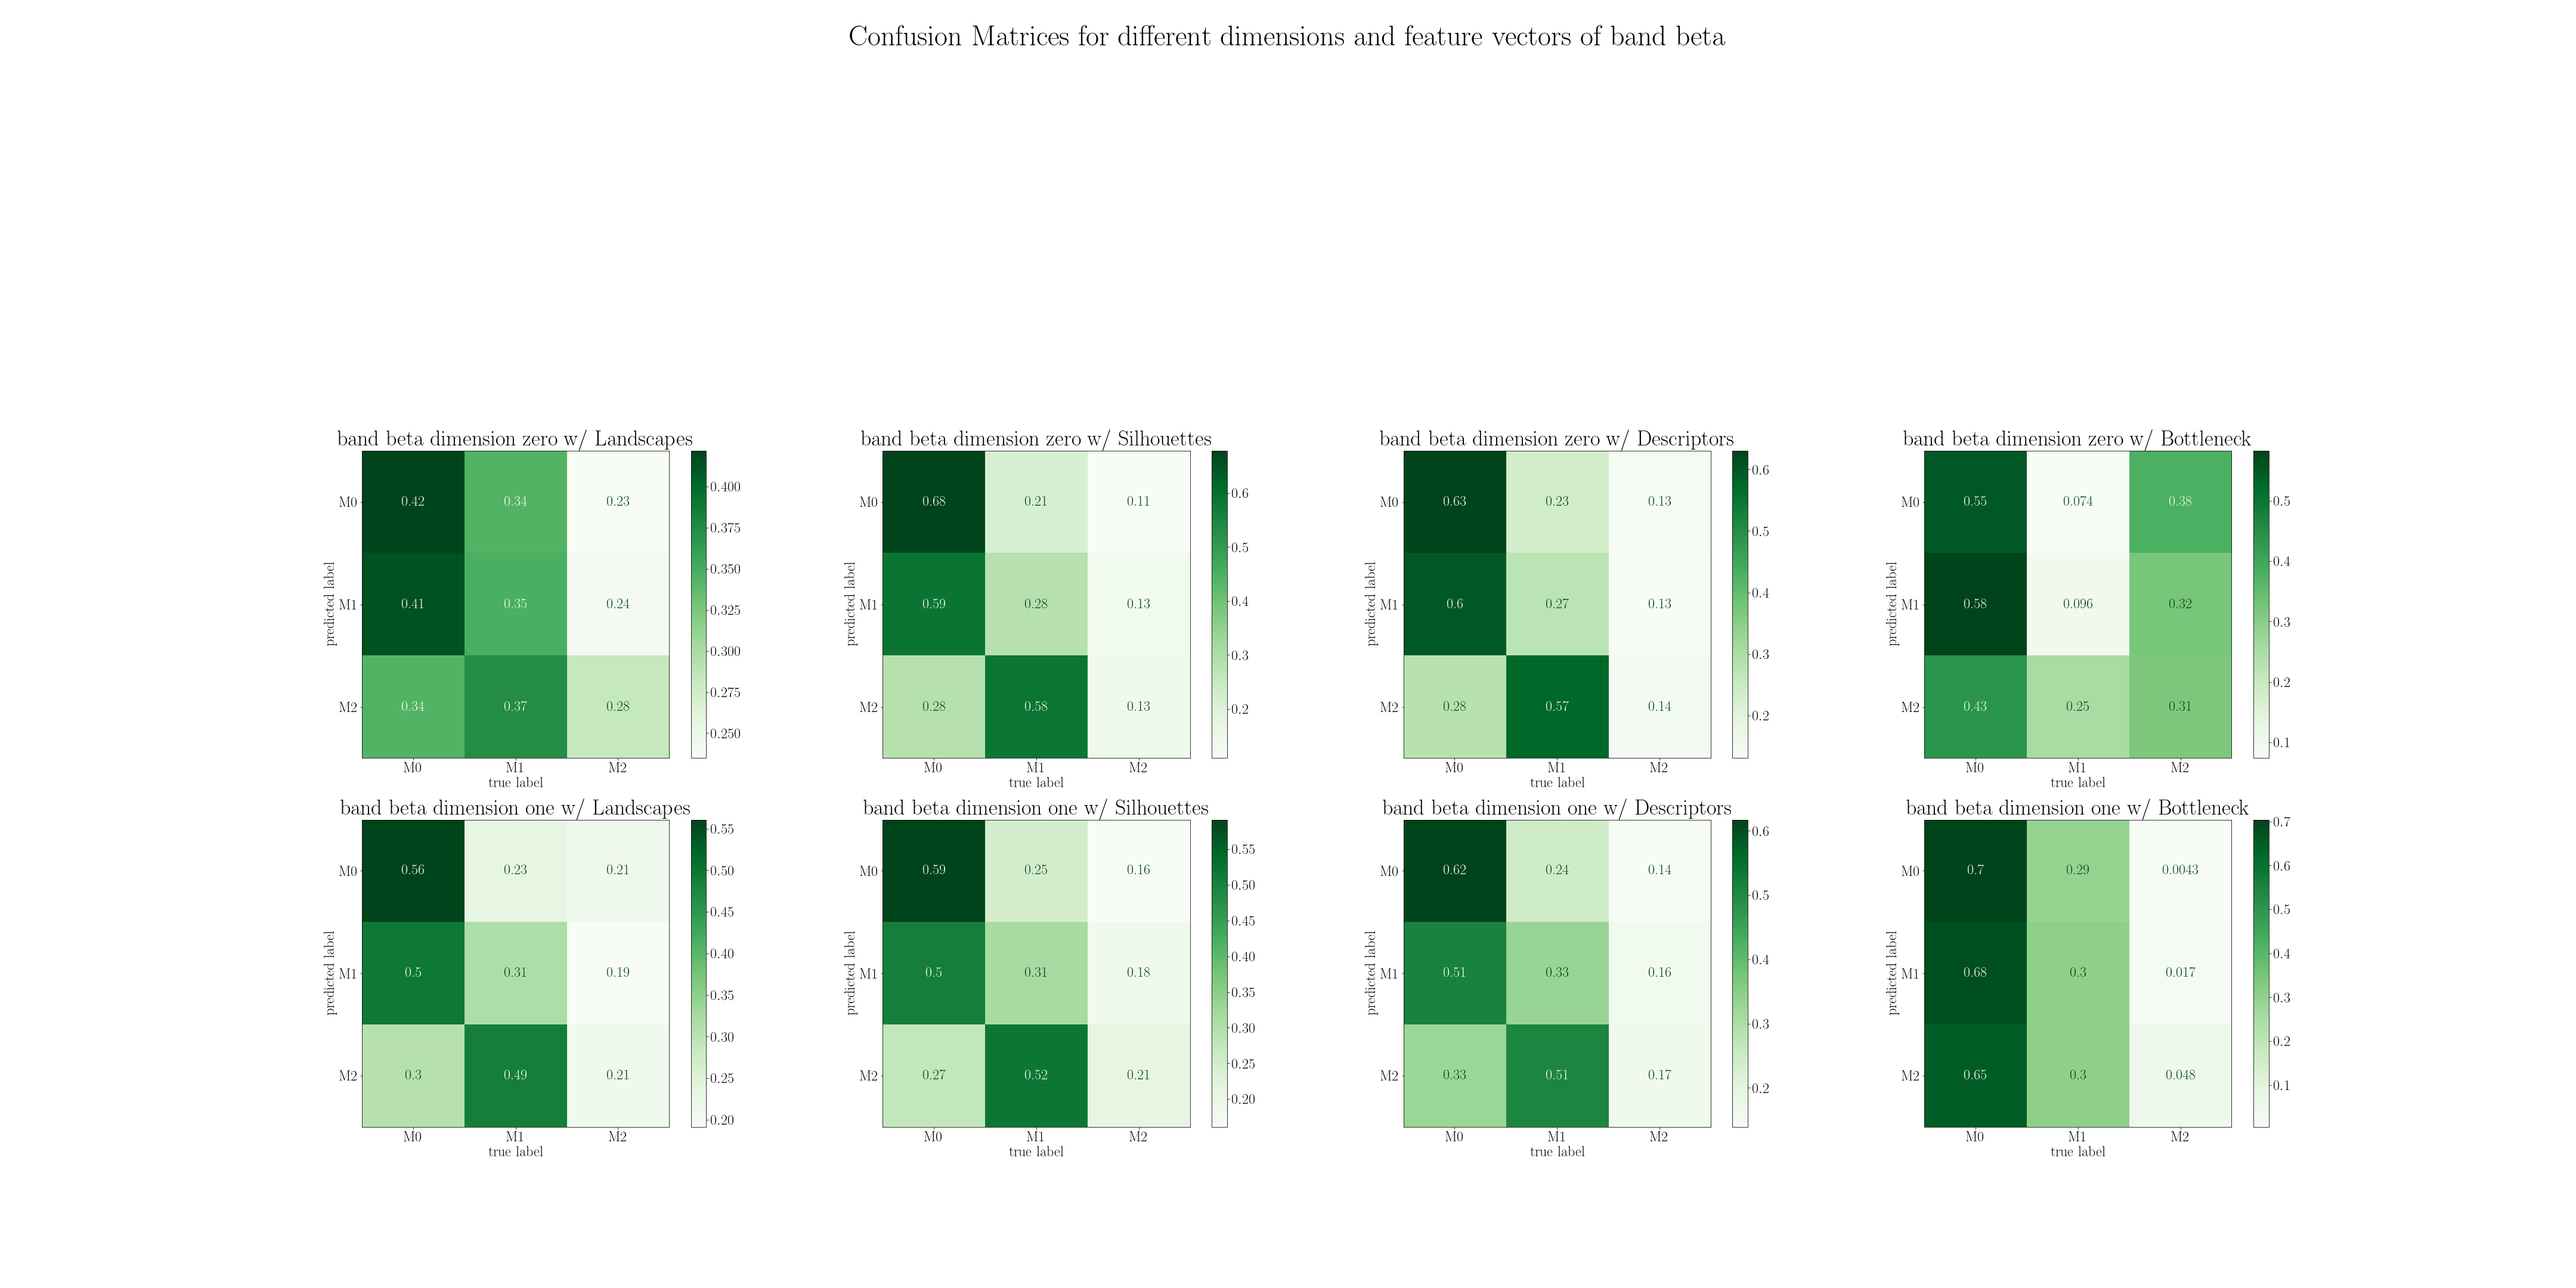 Confusion Matrices for different dimensions and feature vectors of band beta
band beta dimension zero w/ Landscapes
predicted label
M0 0.42 0.34 0.23
M1 0.41 0.35 0.24
M2 0.34 0.37 0.28
M0 M1 M2
true label
0.400
0.375
0.350
0.325
0.300
0.275
0.250
band beta dimension zero w/ Silhouettes
predicted label
M0 0.68 0.21 0.11
M1 0.59 0.28 0.13
M2 0.28 0.58 0.13
M0 M1 M2
true label
0.6
0.5
0.4
0.3
0.2
band beta dimension zero w/ Descriptors
predicted label
M0 0.63 0.23 0.13
M1 0.6 0.27 0.13
M2 0.28 0.57 0.14
M0 M1 M2
true label
0.6
0.5
0.4
0.3
0.2
band beta dimension zero w/ Bottleneck
predicted label
M0 0.55 0.074 0.38
M1 0.58 0.096 0.32
M2 0.43 0.25 0.31
M0 M1 M2
true label
0.5
0.4
0.3
0.2
0.1
band beta dimension one w/ Landscapes
predicted label
M0 0.56 0.23 0.21
M1 0.5 0.31 0.19
M2 0.3 0.49 0.21
M0 M1 M2
true label
0.55
0.50
0.45
0.40
0.35
0.30
0.25
0.20
band beta dimension one w/ Silhouettes
predicted label
M0 0.59 0.25 0.16
M1 0.5 0.31 0.18
M2 0.27 0.52 0.21
M0 M1 M2
true label
0.55
0.50
0.45
0.40
0.35
0.30
0.25
0.20
band beta dimension one w/ Descriptors
predicted label
M0 0.62 0.24 0.14
M1 0.51 0.33 0.16
M2 0.33 0.51 0.17
M0 M1 M2
true label
0.6
0.5
0.4
0.3
0.2
band beta dimension one w/ Bottleneck
predicted label
M0 0.7 0.29 0.0043
M1 0.68 0.3 0.017
M2 0.65 0.3 0.048
M0 M1 M2
true label
0.7
0.6
0.5
0.4
0.3
0.2
0.1